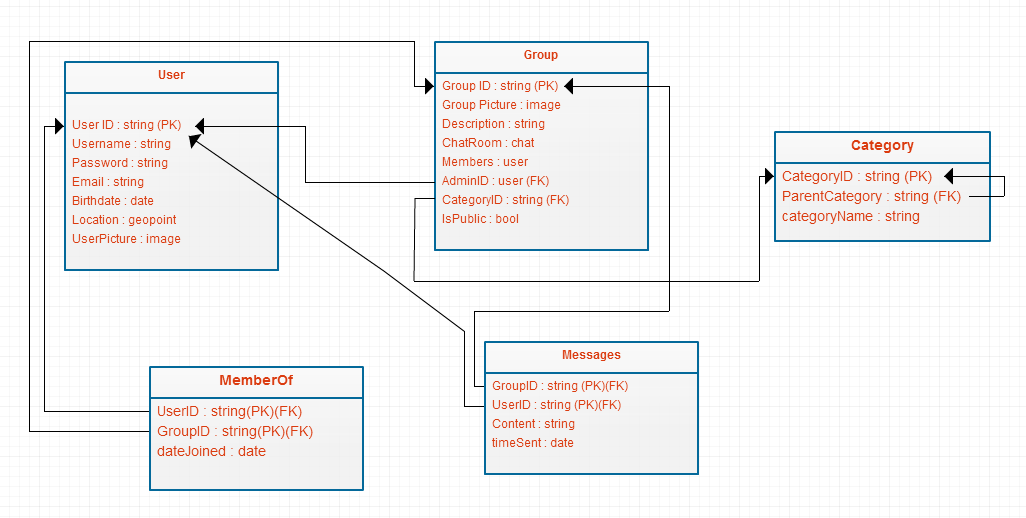 User
User ID : string (PK)
Username : string
Password : string
Email : string
Birthdate : date
Location : geopoint
UserPicture : image
Group
Group ID : string (PK)
Group Picture : image
Description : string
ChatRoom : chat
Members : user
AdminID : user (FK)
CategoryID : string (FK)
IsPublic : bool
Category
CategoryID : string (PK)
ParentCategory : string (FK)
categoryName : string
MemberOf
UserID : string(PK)(FK)
GroupID : string(PK)(FK)
dateJoined : date
Messages
GroupID : string (PK)(FK)
UserID : string (PK)(FK)
Content : string
timeSent : date